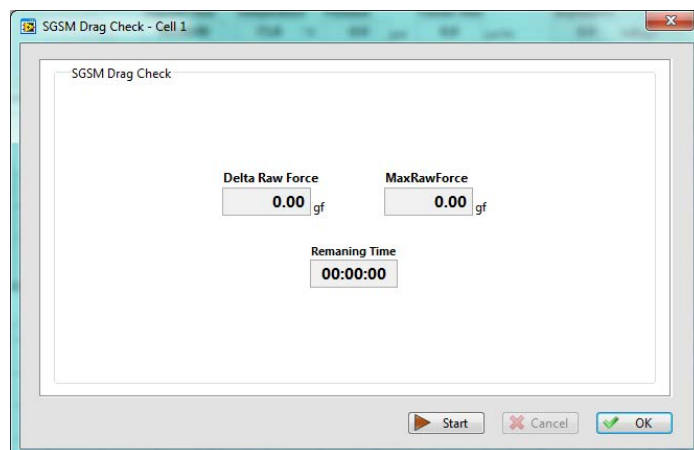 SGSM Drag Check - Cell 1
SGSM Drag Check
Delta Raw Force MaxRawForce
0.00 gf 0.00 gf
Remaning Time
00:00:00
Start Cancel OK